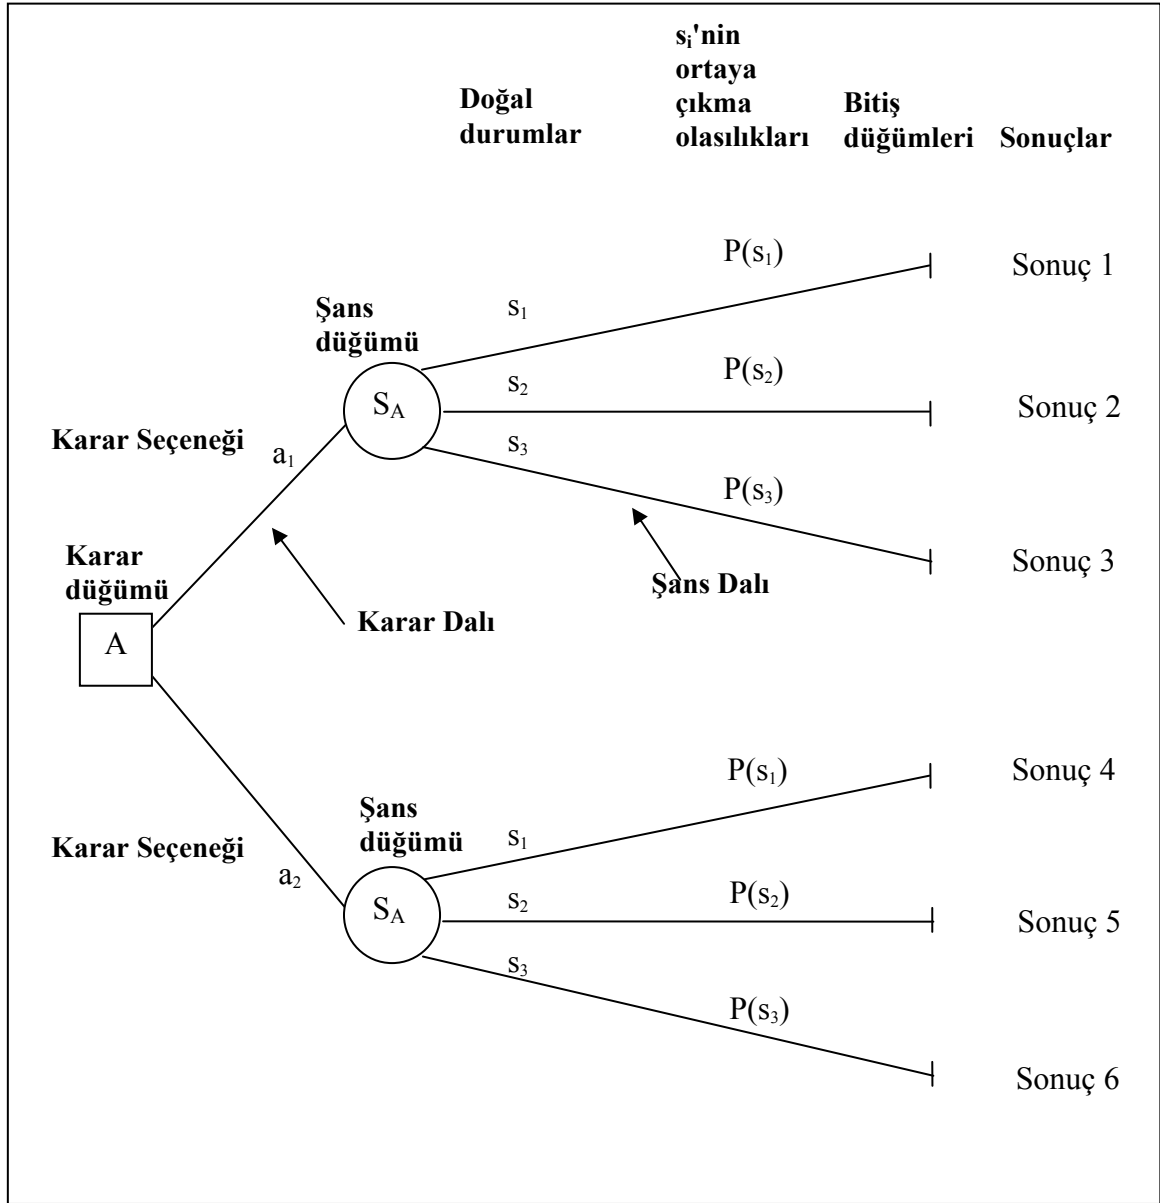 sᵢ'nin
ortaya
çıkma
olasılıkları
Doğal
durumlar
Bitiş
düğümleri
Sonuçlar
P(s₁)
Sonuç 1
Şans
düğümü
s₁
S_A
s₂
P(s₂)
Sonuç 2
Karar Seçeneği
a₁
s₃
P(s₃)
Sonuç 3
Karar
düğümü
Şans Dalı
Karar Dalı
A
P(s₁)
Sonuç 4
Şans
düğümü
s₁
Karar Seçeneği
a₂
S_A
s₂
P(s₂)
Sonuç 5
s₃
P(s₃)
Sonuç 6